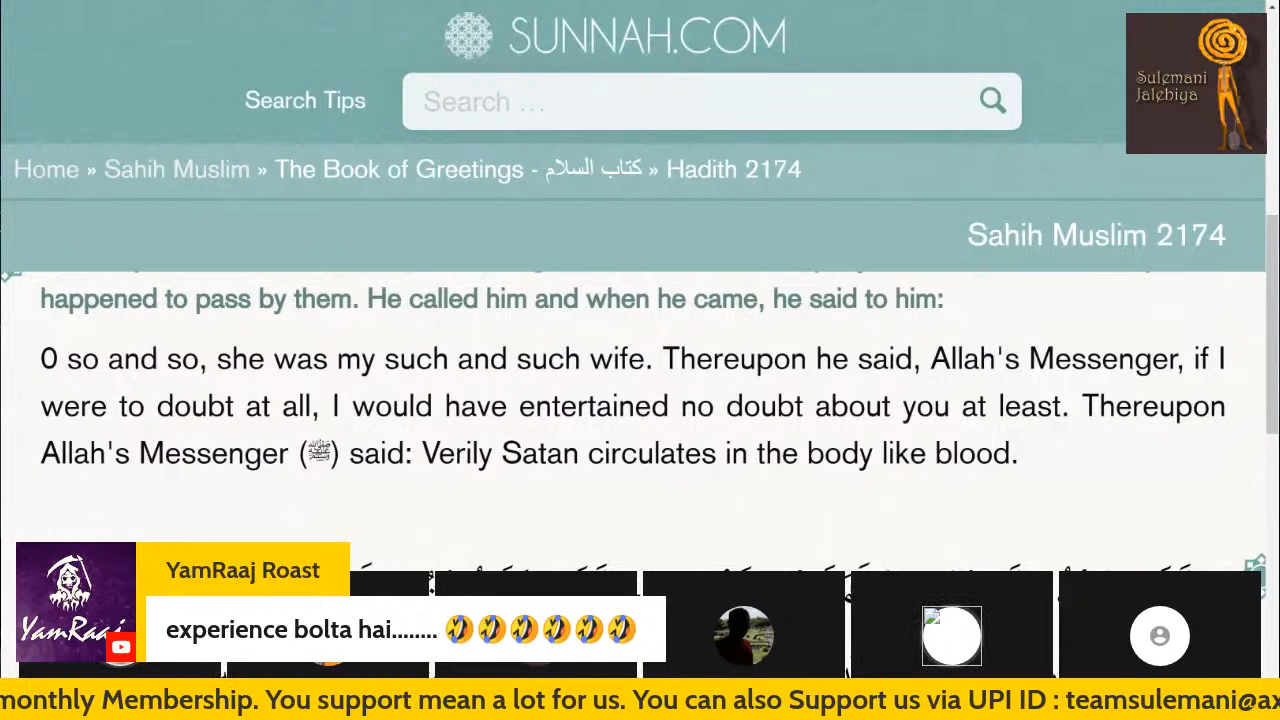 SUNNAH.COM
Sulemani
Jalebiya
Search Tips
Search ...
Home » Sahih Muslim » The Book of Greetings - كتاب السلام » Hadith 2174
Sahih Muslim 2174
happened to pass by them. He called him and when he came, he said to him:
0 so and so, she was my such and such wife. Thereupon he said, Allah's Messenger, if I
were to doubt at all, I would have entertained no doubt about you at least. Thereupon
Allah's Messenger (ﷺ) said: Verily Satan circulates in the body like blood.
YamRaaj Roast
YamRaaj
experience bolta hai........ 🤣🤣🤣🤣🤣🤣
monthly Membership. You support mean a lot for us. You can also Support us via UPI ID : teamsulemani@ax